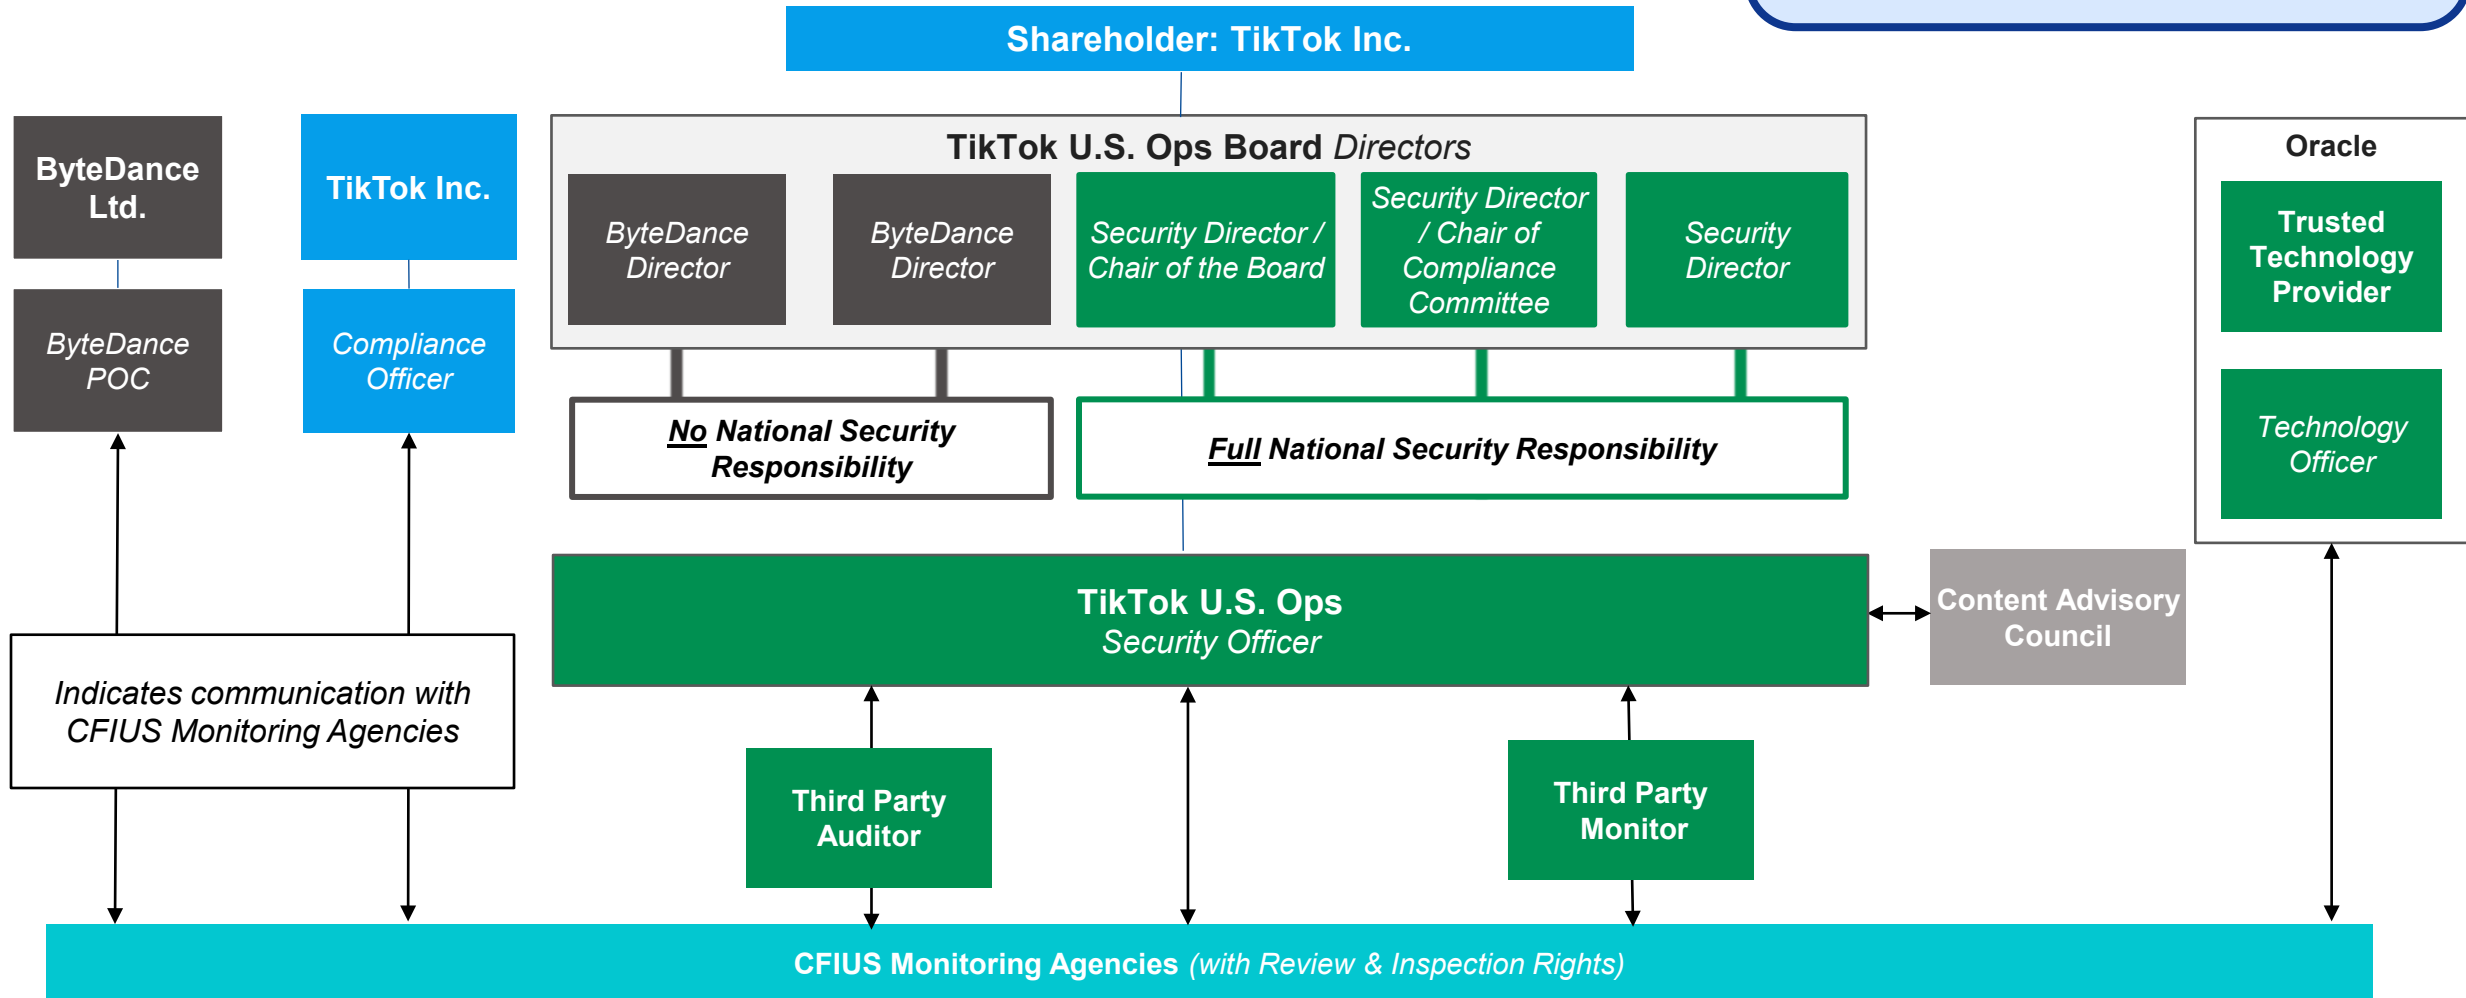 Shareholder: TikTok Inc.
ByteDance
Ltd.
TikTok Inc.
TikTok U.S. Ops Board Directors
ByteDance
Director
ByteDance
Director
Security Director /
Chair of the Board
Security Director
/ Chair of
Compliance
Committee
Security
Director
Oracle
Trusted
Technology
Provider
Technology
Officer
ByteDance
POC
Compliance
Officer
No National Security
Responsibility
Full National Security Responsibility
TikTok U.S. Ops
Security Officer
Content Advisory
Council
Indicates communication with
CFIUS Monitoring Agencies
Third Party
Auditor
Third Party
Monitor
CFIUS Monitoring Agencies (with Review & Inspection Rights)